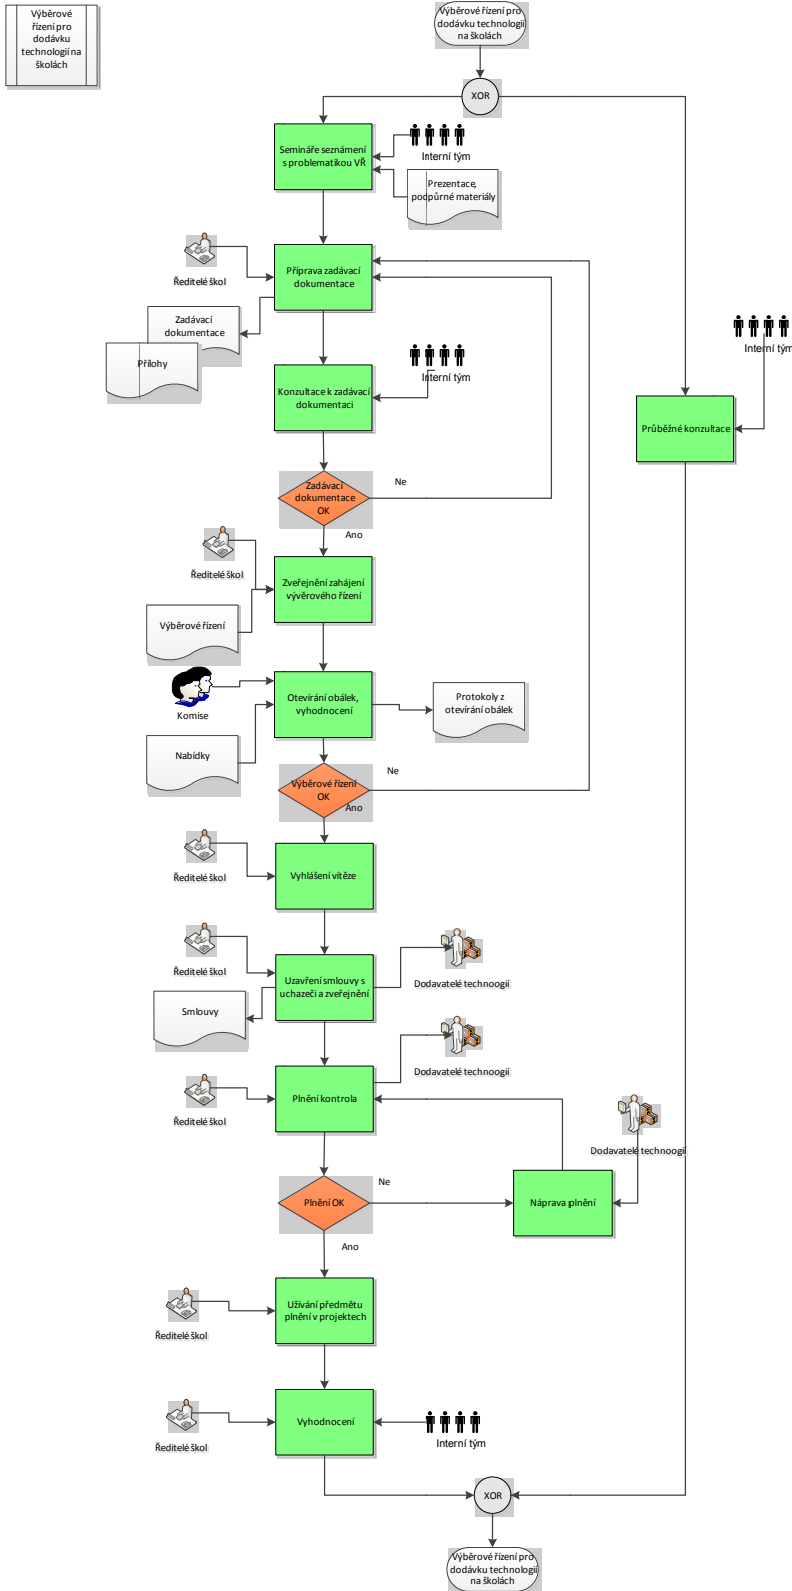 Výběrové
řízení pro
dodávku
technologií na
školách
Výběrové řízení pro
dodávku technologií
na školách
XOR
Semináře seznámení
s problematikou VŘ
Interní tým
Prezentace,
podpůrné materiály
Ředitelé škol
Příprava zadávací
dokumentace
Zadávací
dokumentace
Přílohy
Interní tým
Interní tým
Konzultace k zadávací
dokumentaci
Průběžné konzultace
Zadávací
dokumentace
OK
Ne
Ano
Ředitelé škol
Zveřejnění zahájení
vývěrového řízení
Výběrové řízení
Komise
Otevírání obálek,
vyhodnocení
Protokoly z
otevírání obálek
Nabídky
Výběrové řízení
OK
Ne
Ano
Ředitelé škol
Vyhlášení vítěze
Ředitelé škol
Uzavření smlouvy s
uchazeči a zveřejnění
Dodavatelé technoogií
Smlouvy
Dodavatelé technoogií
Ředitelé škol
Plnění kontrola
Dodavatelé technoogií
Plnění OK
Ne
Náprava plnění
Ano
Ředitelé škol
Užívání předmětu
plnění v projektech
Ředitelé škol
Vyhodnocení
Interní tým
XOR
Výběrové řízení pro
dodávku technologií
na školách